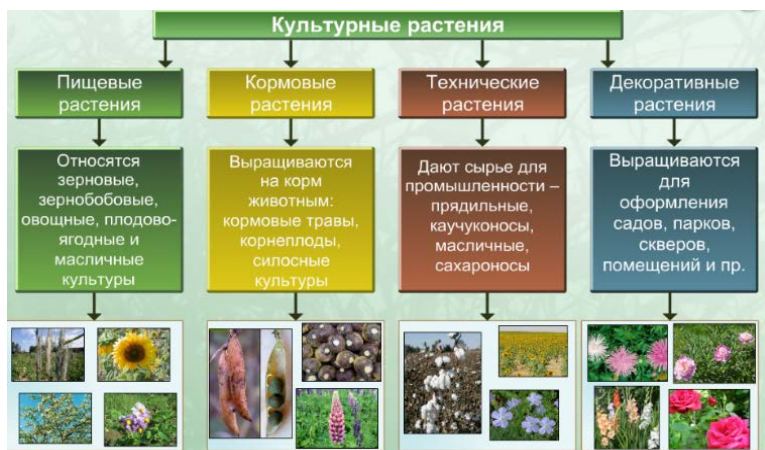 Культурные растения
Пищевые
растения
Кормовые
растения
Технические
растения
Декоративные
растения
Относятся
зерновые,
зернобобовые,
овощные, плодово-
ягодные и
масличные
культуры
Выращиваются
на корм
животным:
кормовые травы,
корнеплоды,
силосные
культуры
Дают сырье для
промышленности –
прядильные,
каучуконосы,
масличные,
сахароносы
Выращиваются
для
оформления
садов, парков,
скверов,
помещений и пр.